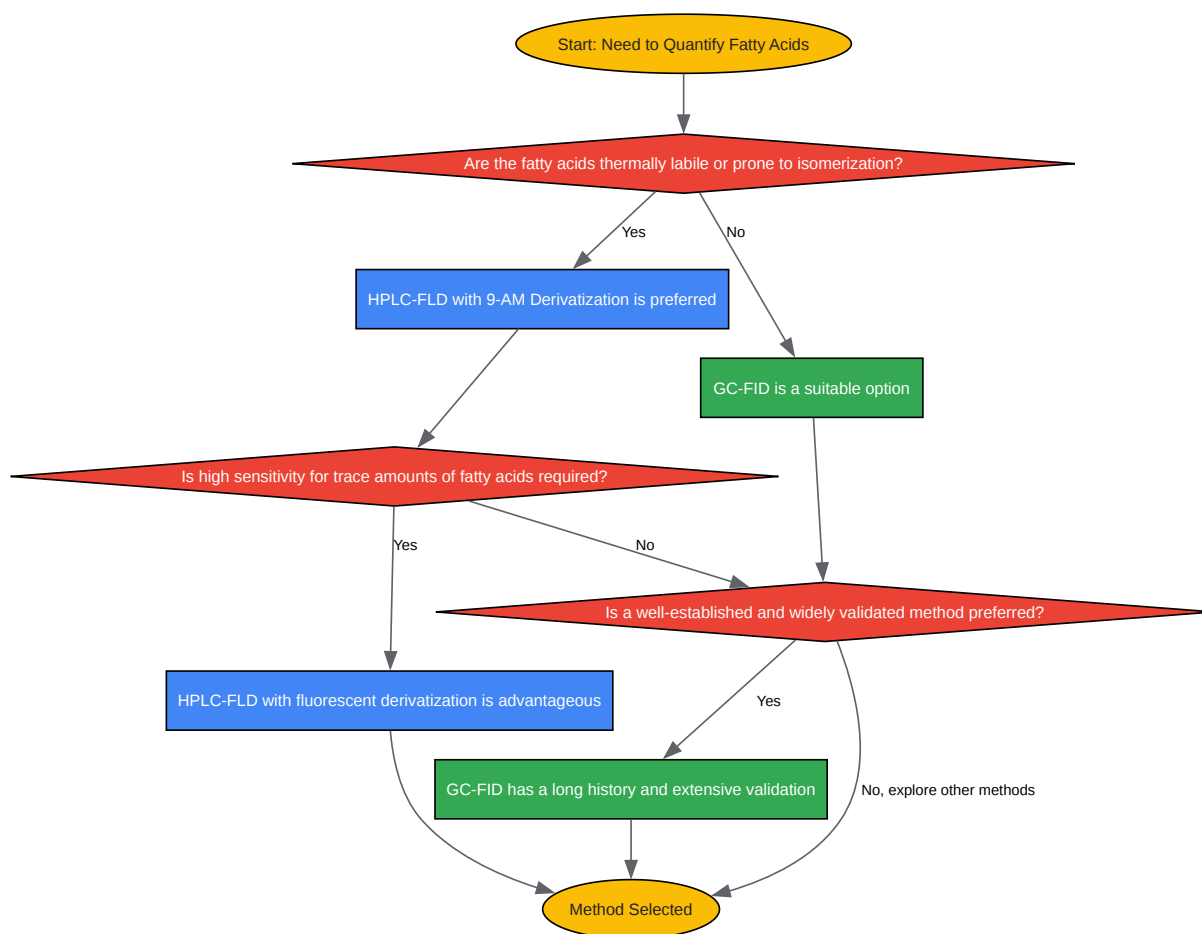 Start: Need to Quantify Fatty Acids
Are the fatty acids thermally labile or prone to isomerization?
Yes
No
HPLC-FLD with 9-AM Derivatization is preferred
GC-FID is a suitable option
Is high sensitivity for trace amounts of fatty acids required?
Yes
No
Is a well-established and widely validated method preferred?
HPLC-FLD with fluorescent derivatization is advantageous
Yes
GC-FID has a long history and extensive validation
No, explore other methods
Method Selected